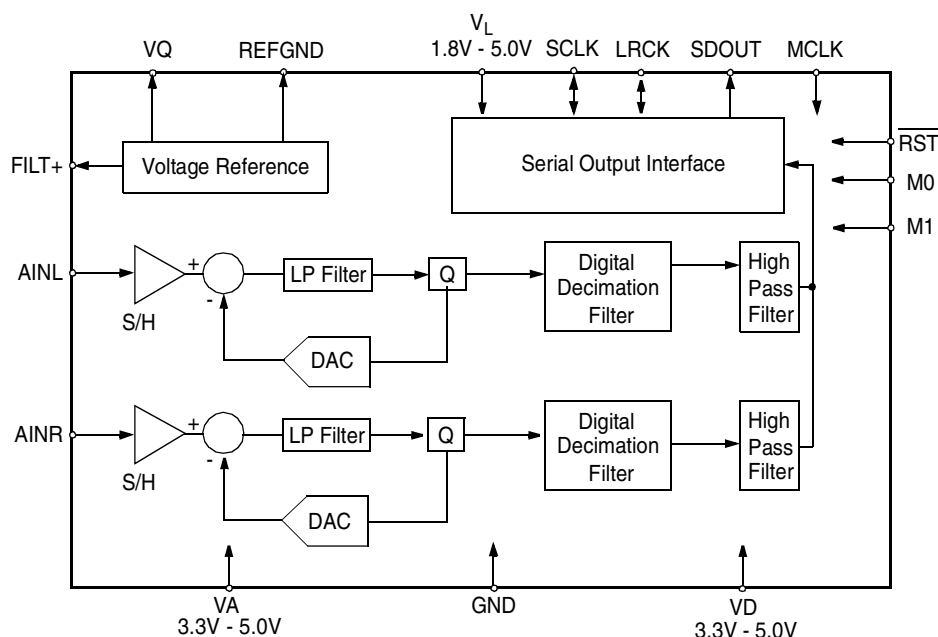 VQ
REFGND
VL
1.8V - 5.0V
SCLK
LRCK
SDOUT
MCLK
FILT+
Voltage Reference
Serial Output Interface
RST
M0
M1
AINL
S/H
+
-
LP Filter
Q
DAC
Digital
Decimation
Filter
High
Pass
Filter
AINR
S/H
+
-
LP Filter
Q
DAC
Digital
Decimation
Filter
High
Pass
Filter
VA
3.3V - 5.0V
GND
VD
3.3V - 5.0V